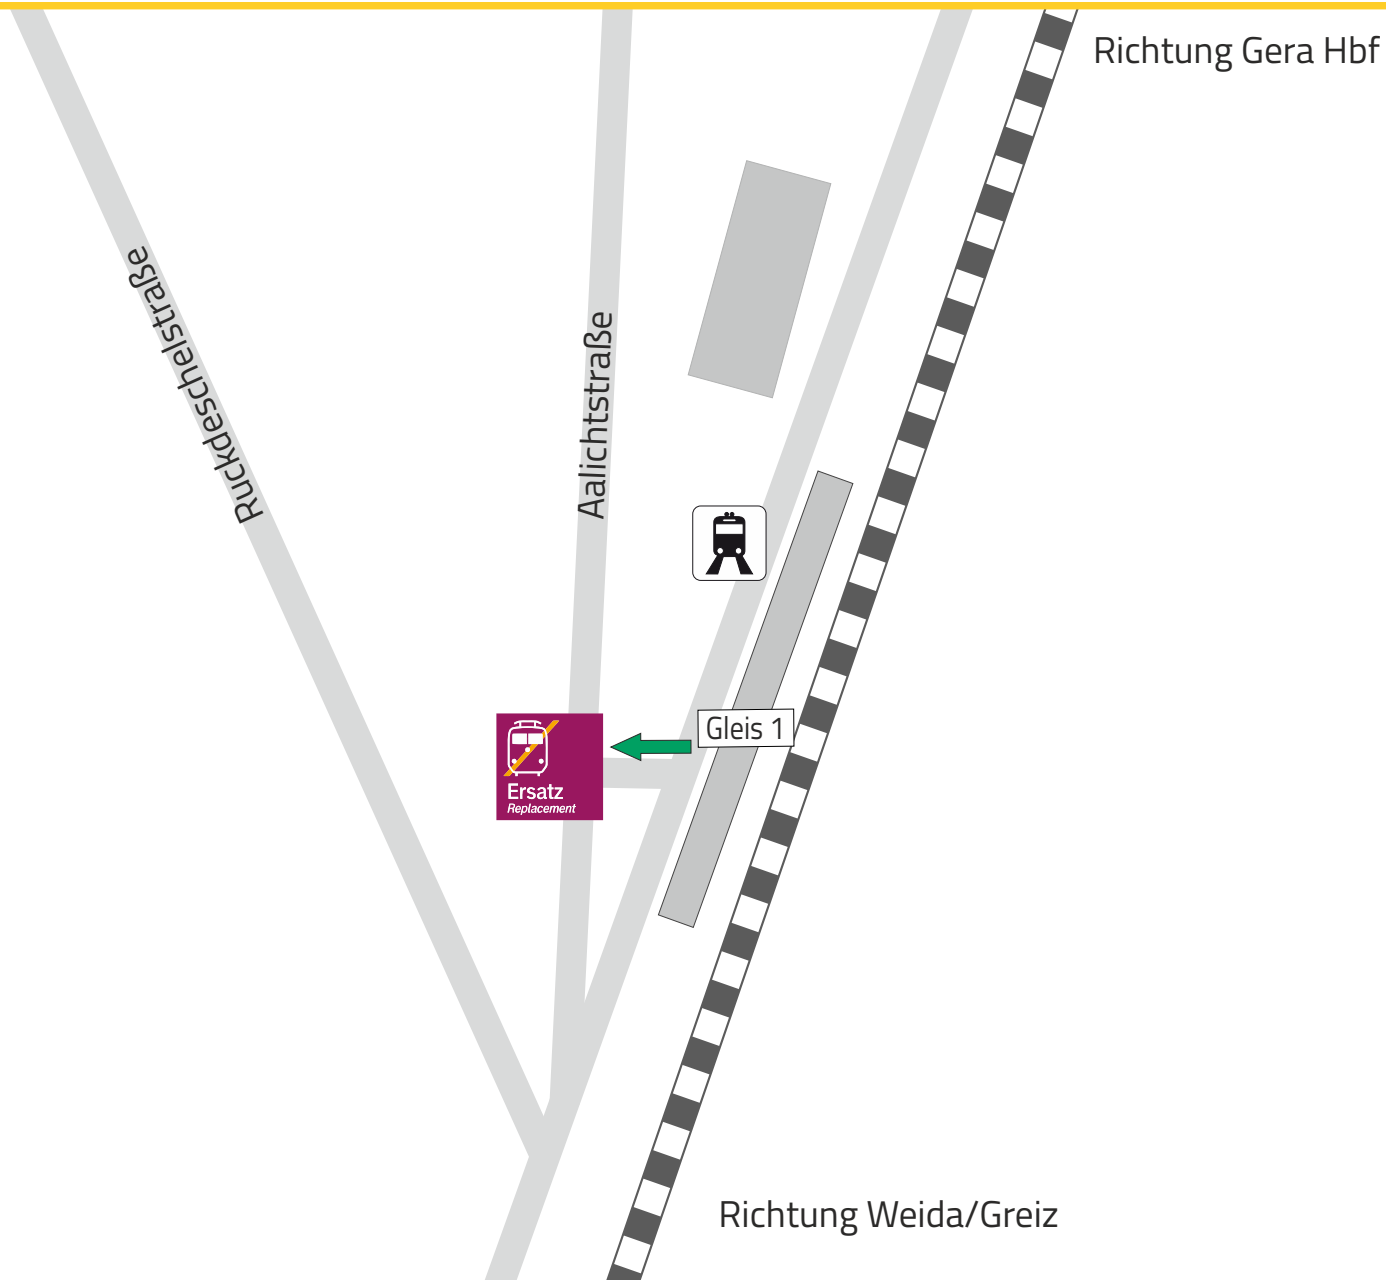 Richtung Gera Hbf
Ruckdeschelstraße
Aalichtstraße
Gleis 1
Ersatz
Replacement
Richtung Weida/Greiz